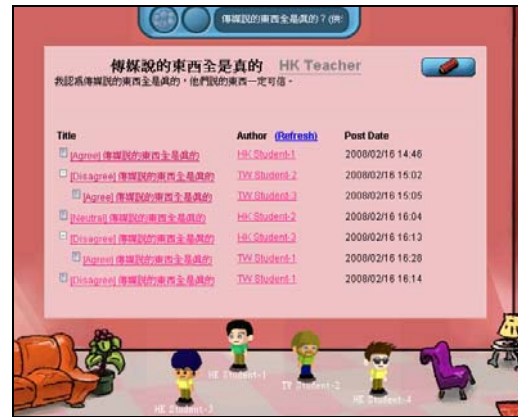 傳媒說的東西全是真的？(併
傳媒說的東西全是真的 HK Teacher
我認為傳媒說的東西全是真的，他們說的東西一定可信。
Title Author (Refresh) Post Date
[Agree] 傳媒說的東西全是真的 HK Student-1 2008/02/16 14:46
[Disagree] 傳媒說的東西全是真的 TW Student-2 2008/02/16 15:02
[Agree] 傳媒說的東西全是真的 TW Student-3 2008/02/16 15:05
[Neutral] 傳媒說的東西全是真的 HK Student-2 2008/02/16 16:04
[Disagree] 傳媒說的東西全是真的 HK Student-3 2008/02/16 16:13
[Agree] 傳媒說的東西全是真的 TW Student-1 2008/02/16 16:28
[Disagree] 傳媒說的東西全是真的 TW Student-1 2008/02/16 16:14
HK Student-1
TW Student-2
HK Student-4
HK Student-3